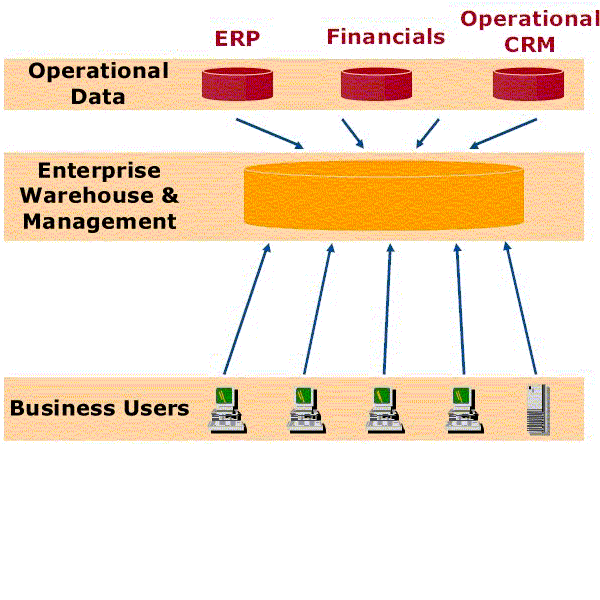 ERP
Financials
Operational
CRM
Operational
Data
Enterprise
Warehouse &
Management
Business Users